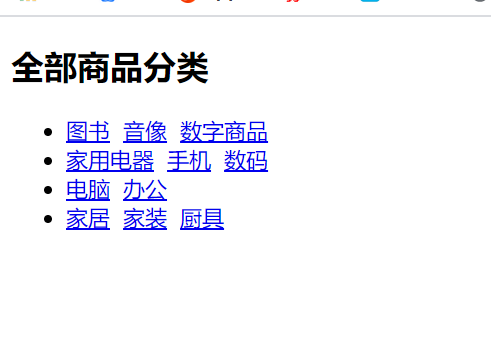 全部商品分类
图书 音像 数字商品
家用电器 手机 数码
电脑 办公
家居 家装 厨具